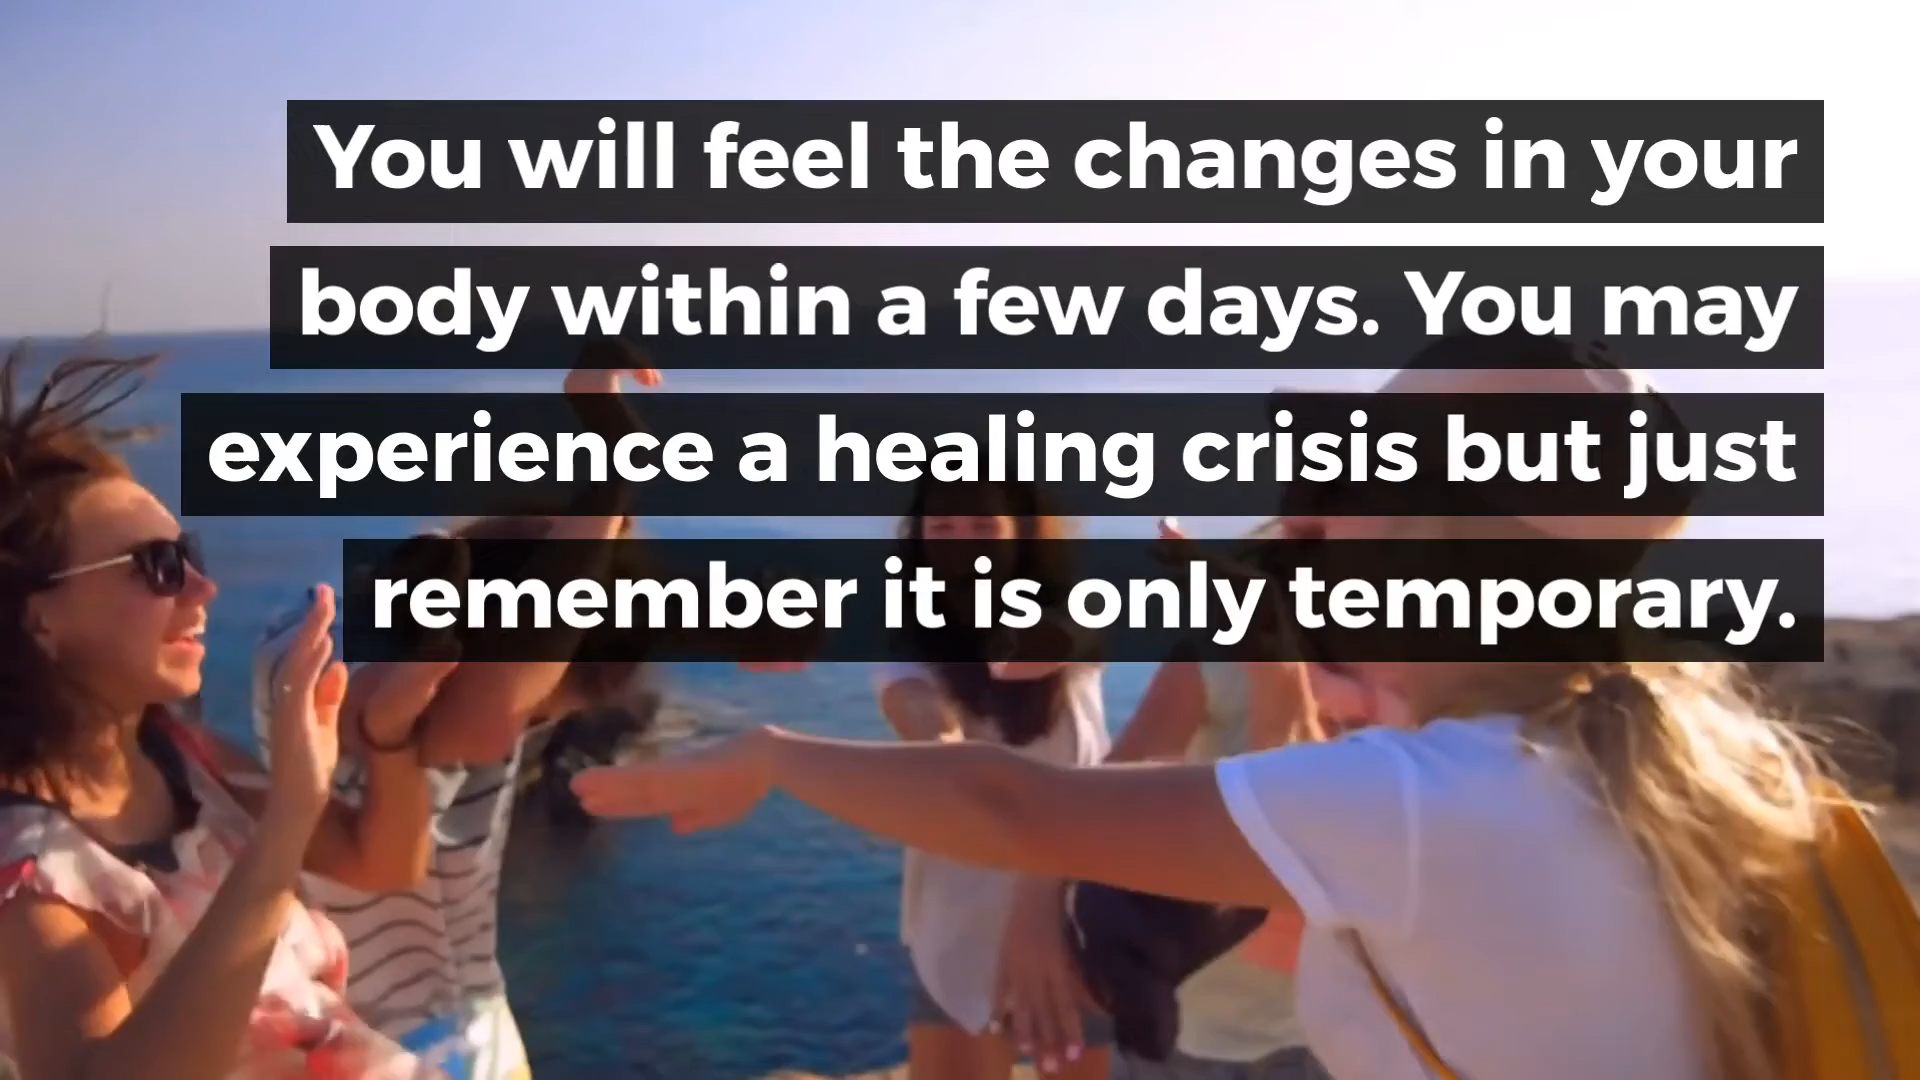 You will feel the changes in your
body within a few days. You may
experience a healing crisis but just
remember it is only temporary.